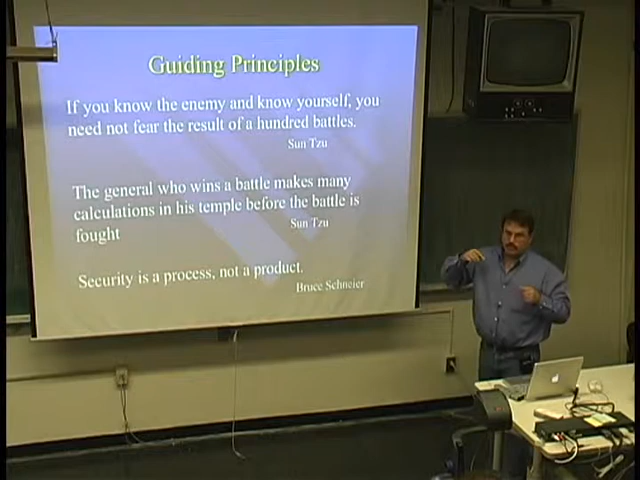 Guiding Principles
If you know the enemy and know yourself, you
need not fear the result of a hundred battles.
Sun Tzu
The general who wins a battle makes many
calculations in his temple before the battle is
fought
Sun Tzu
Security is a process, not a product.
Bruce Schneier